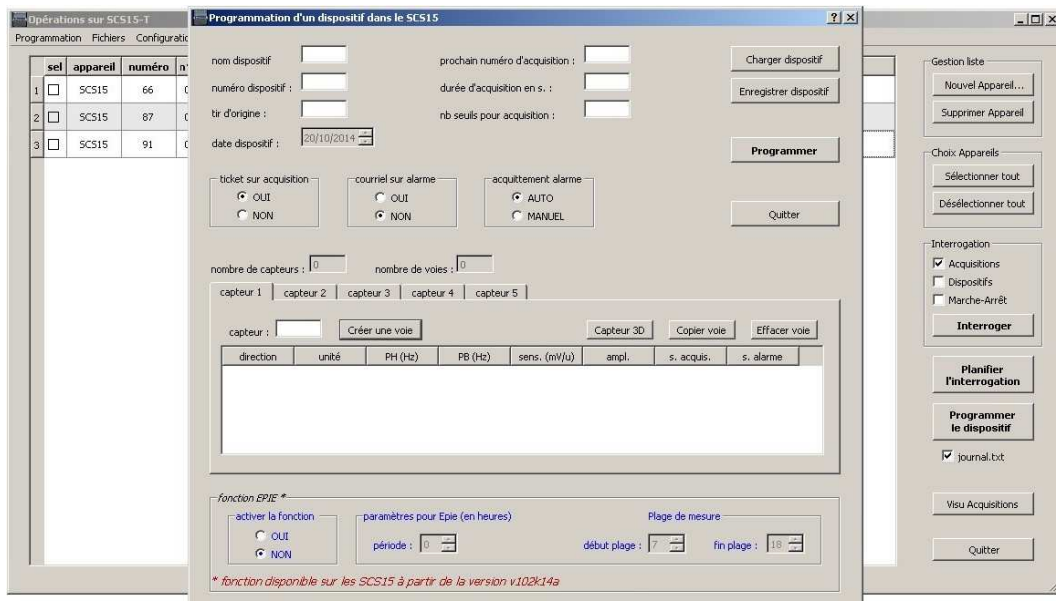 Opérations sur SCS15-T
Programmation Fichiers
sel appareil numéro
1 SCS15 66
2 SCS15 87
3 SCS15 91
Programmation d'un dispositif dans le SCS15
nom dispositif
numéro dispositif :
tir d'origine :
date dispositif : 20/10/2014
prochain numéro d'acquisition :
durée d'acquisition en s. :
nb seuils pour acquisition :
Charger dispositif
Enregistrer dispositif
Programmer
Quitter
ticket sur acquisition
OUI
NON
courriel sur alarme
OUI
NON
acquittement alarme
AUTO
MANUEL
nombre de capteurs : 0 nombre de voies : 0
capteur 1 capteur 2 capteur 3 capteur 4 capteur 5
capteur : Créer une voie Capteur 3D Copier voie Effacer voie
direction unité PH (Hz) PB (Hz) sens. (mV/u) ampl. s. acquis. s. alarme
fonction EPIE *
activer la fonction
OUI
NON
paramètres pour Epie (en heures) Plage de mesure
période : 0 début plage : 7 fin plage : 18
* fonction disponible sur les SCS15 à partir de la version v102k14a
Gestion liste
Nouvel Appareil...
Supprimer Appareil
Choix Appareils
Sélectionner tout
Désélectionner tout
Interrogation
Acquisitions
Dispositifs
Marche-Arrêt
Interroger
Planifier
l'interrogation
Programmer
le dispositif
journal.txt
Visu Acquisitions
Quitter